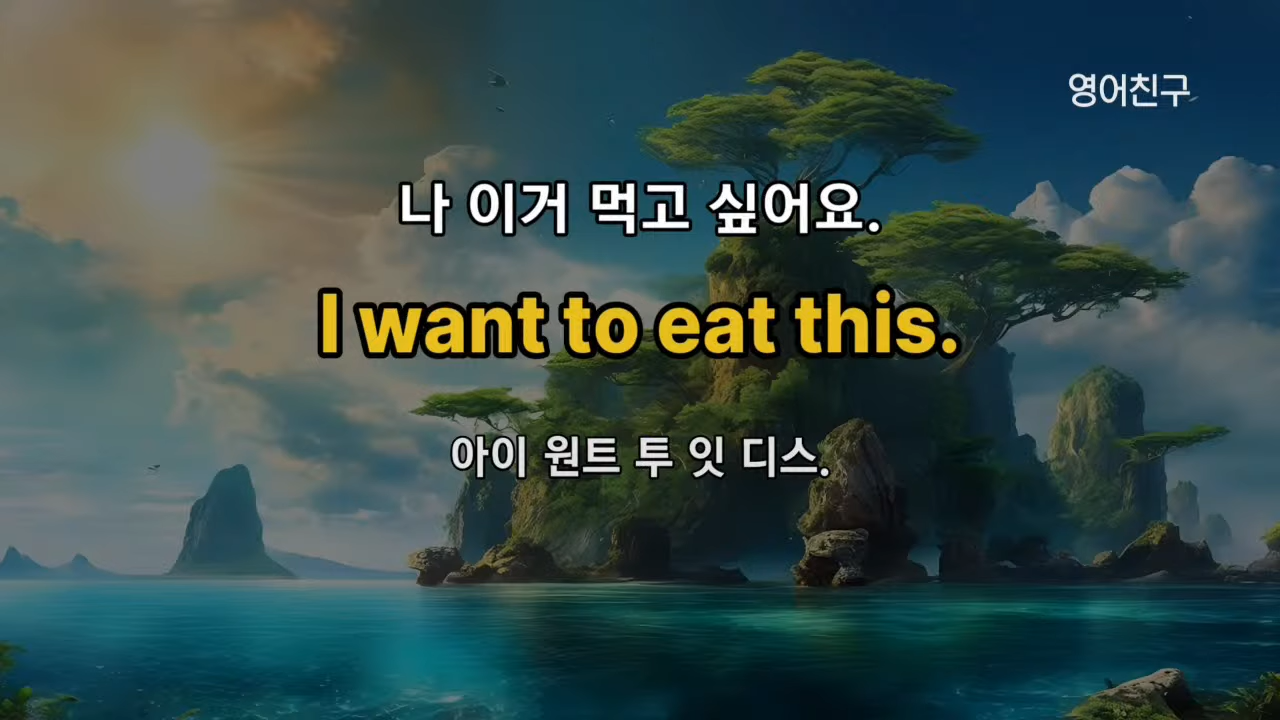 영어친구
나 이거 먹고 싶어요.
I want to eat this.
아이 원트 투 잇 디스.